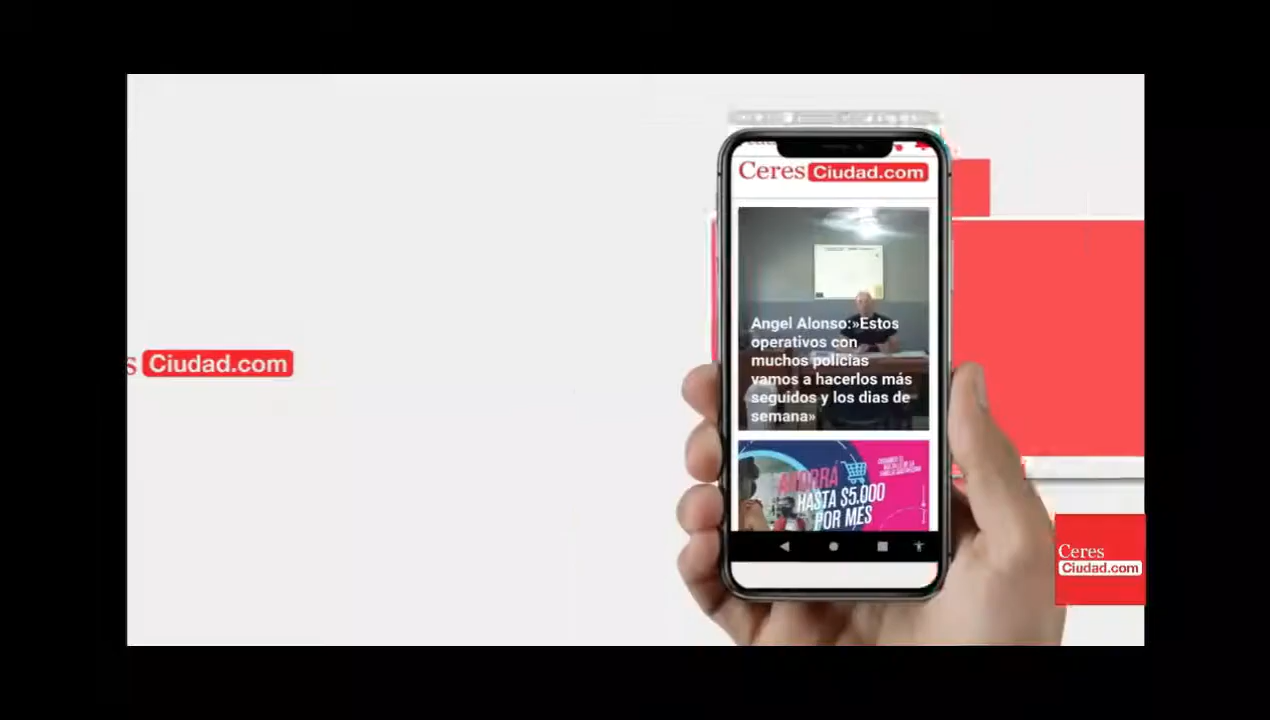 s Ciudad.com
Ceres Ciudad.com
Angel Alonso:»Estos
operativos con
muchos policías
vamos a hacerlos más
seguidos y los dias de
semana»
AHORRÁ
HASTA $5.000
POR MES
Ceres
Ciudad.com